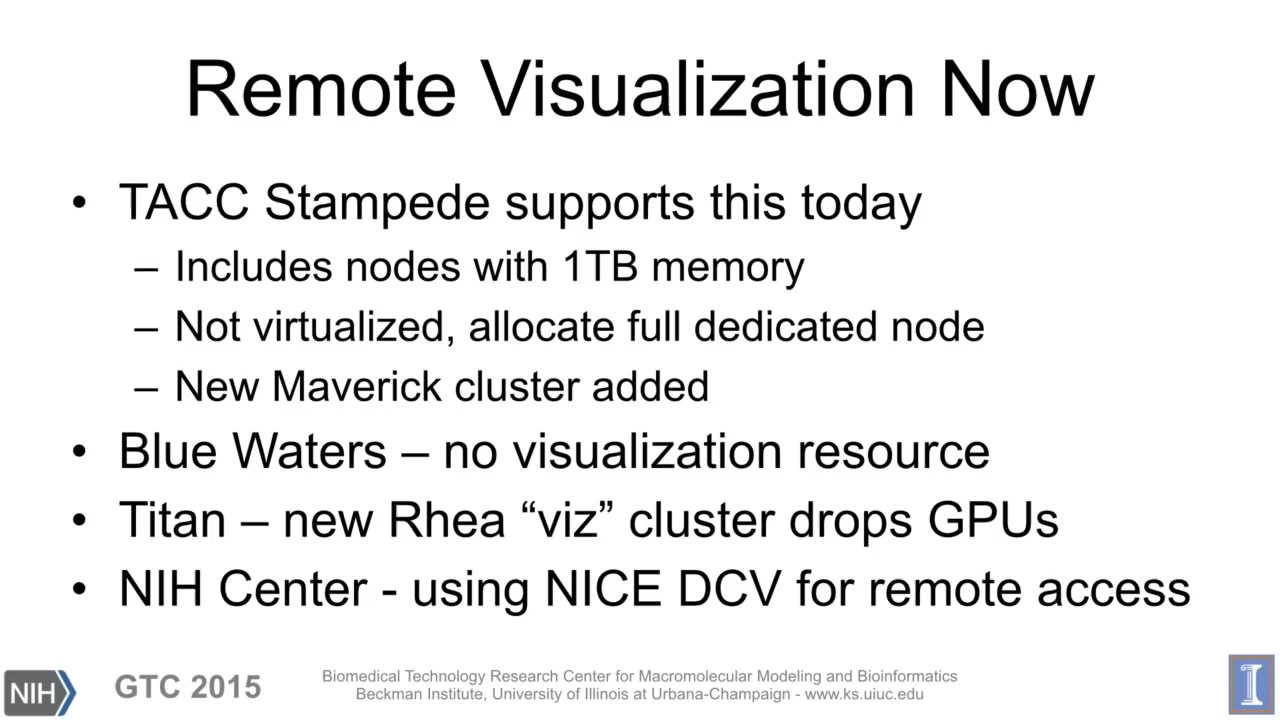 Remote Visualization Now
• TACC Stampede supports this today
– Includes nodes with 1TB memory
– Not virtualized, allocate full dedicated node
– New Maverick cluster added
• Blue Waters – no visualization resource
• Titan – new Rhea “viz” cluster drops GPUs
• NIH Center - using NICE DCV for remote access
NIH
GTC 2015
Biomedical Technology Research Center for Macromolecular Modeling and Bioinformatics
Beckman Institute, University of Illinois at Urbana-Champaign - www.ks.uiuc.edu
I